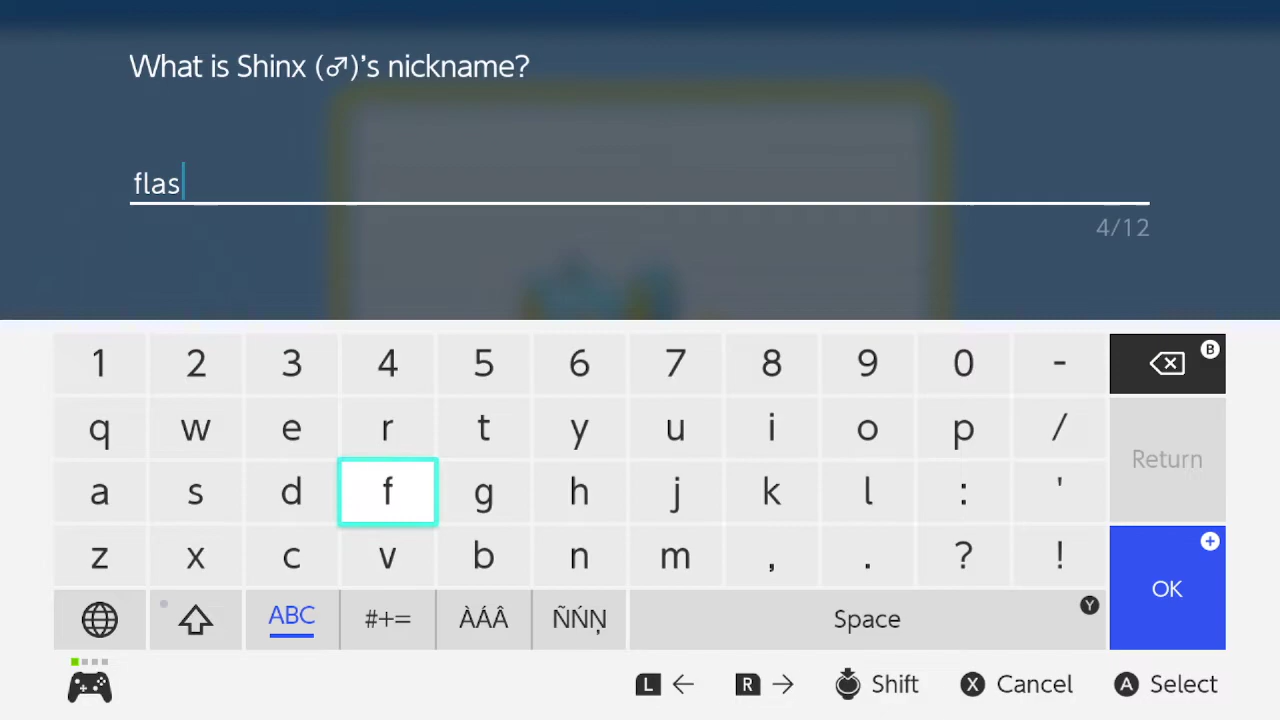 What is Shinx (♂)'s nickname?
flas
4/12
1 2 3 4 5 6 7 8 9 0 - B
q w e r t y u i o p / Return
a s d f g h j k l : '
z x c v b n m , . ? ! + OK
ABC #+= ÀÁÂ ÑŃŅ Space Y
L ← R → Shift X Cancel A Select